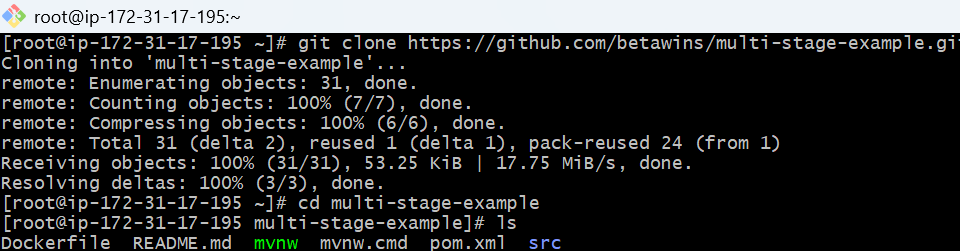 root@ip-172-31-17-195:~
[root@ip-172-31-17-195 ~]# git clone https://github.com/betawins/multi-stage-example.gi
Cloning into 'multi-stage-example'...
remote: Enumerating objects: 31, done.
remote: Counting objects: 100% (7/7), done.
remote: Compressing objects: 100% (6/6), done.
remote: Total 31 (delta 2), reused 1 (delta 1), pack-reused 24 (from 1)
Receiving objects: 100% (31/31), 53.25 KiB | 17.75 MiB/s, done.
Resolving deltas: 100% (3/3), done.
[root@ip-172-31-17-195 ~]# cd multi-stage-example
[root@ip-172-31-17-195 multi-stage-example]# ls
Dockerfile  README.md  mvnw  mvnw.cmd  pom.xml  src